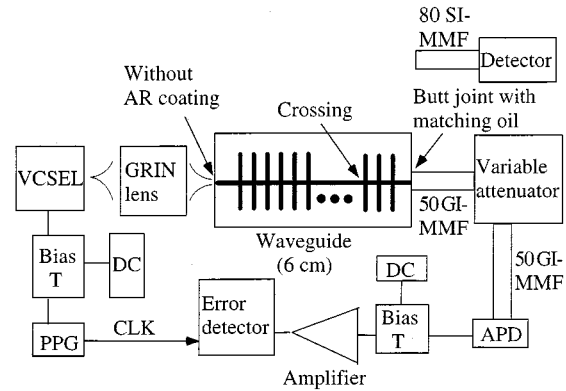 80 SI-
MMF
Detector
Without
AR coating
Crossing
Butt joint with
matching oil
VCSEL
GRIN
lens
Variable
attenuator
50 GI-
MMF
Waveguide
(6 cm)
Bias
T
DC
50 GI-
MMF
DC
Error
detector
Bias
T
APD
PPG
CLK
Amplifier